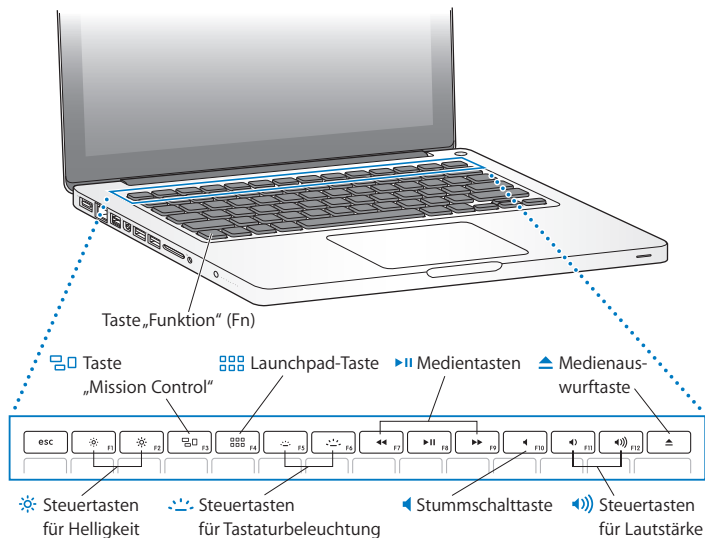 Taste „Funktion“ (Fn)
Taste
„Mission Control“
Launchpad-Taste
Medientasten
Medienaus-
wurftaste
esc F1 F2 F3 F4 F5 F6 F7 F8 F9 F10 F11 F12
Steuertasten
für Helligkeit
Steuertasten
für Tastaturbeleuchtung
Stummschalttaste
Steuertasten
für Lautstärke